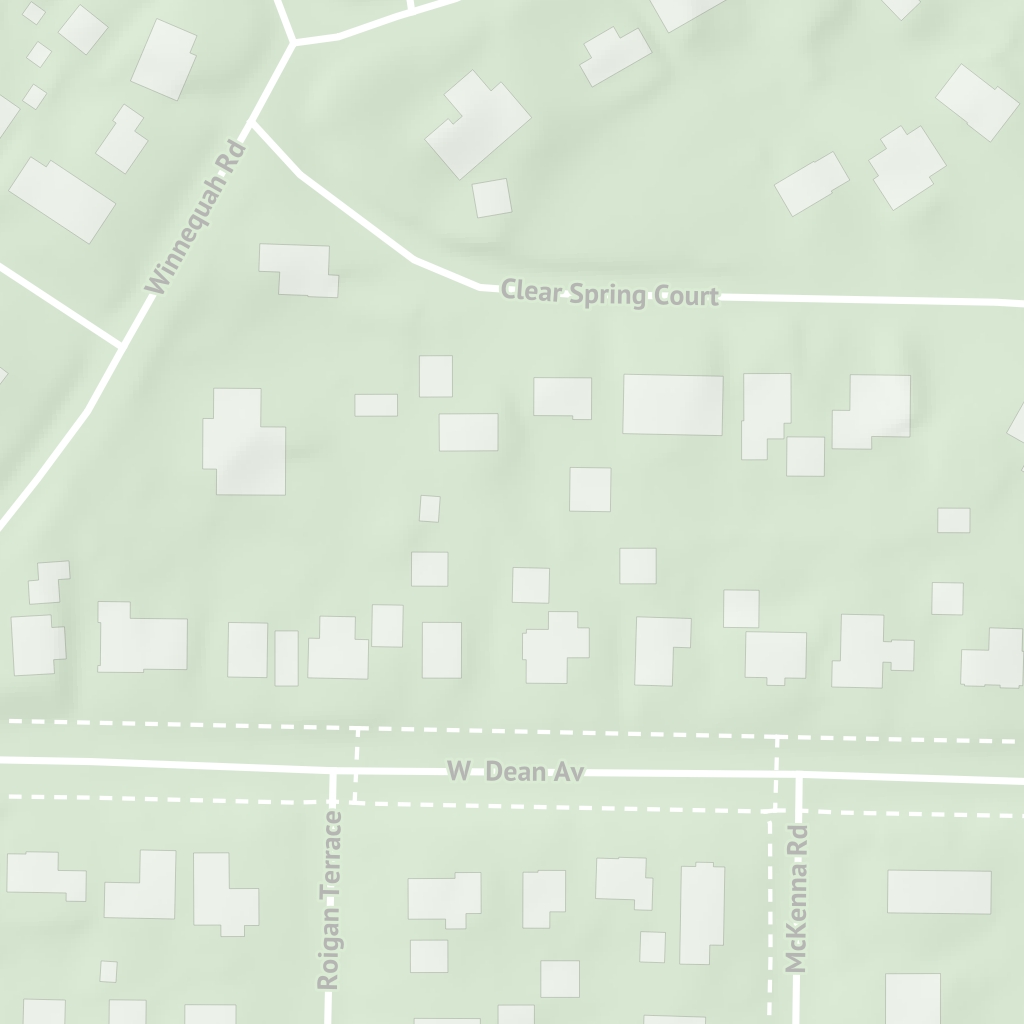 Winnequah Rd
Clear Spring Court
W Dean Av
Roigan Terrace
McKenna Rd